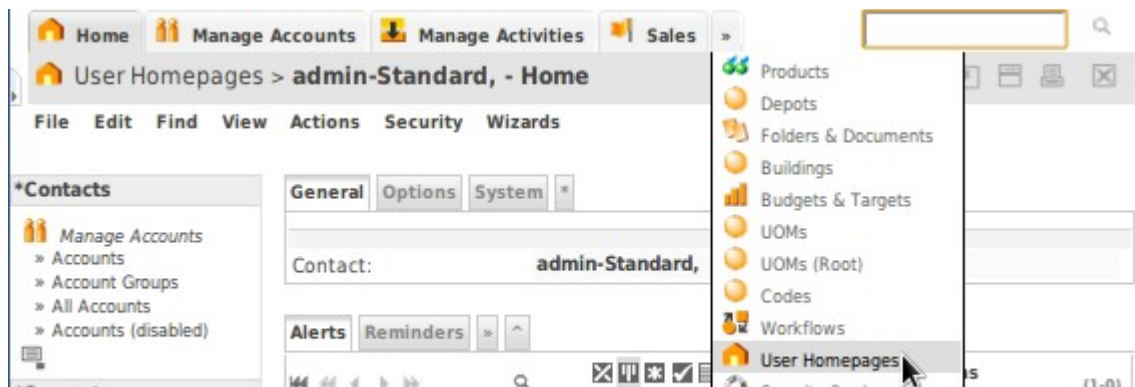 Home Manage Accounts Manage Activities Sales »
User Homepages > admin-Standard, - Home
File Edit Find View Actions Security Wizards
*Contacts
Manage Accounts
» Accounts
» Account Groups
» All Accounts
» Accounts (disabled)
General Options System *
Contact: admin-Standard,
Alerts Reminders » ^
Products
Depots
Folders & Documents
Buildings
Budgets & Targets
UOMs
UOMs (Root)
Codes
Workflows
User Homepages
(1-0)